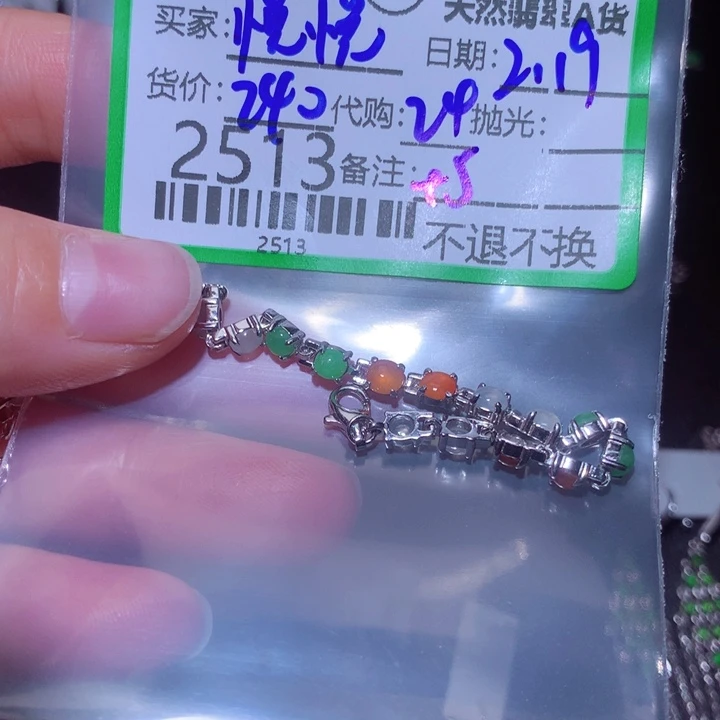 天然翡翠A货
买家: 悦悦 日期: 2.19
货价: 240 代购: 24 抛光:
2513 备注: +5
2513 不退不换